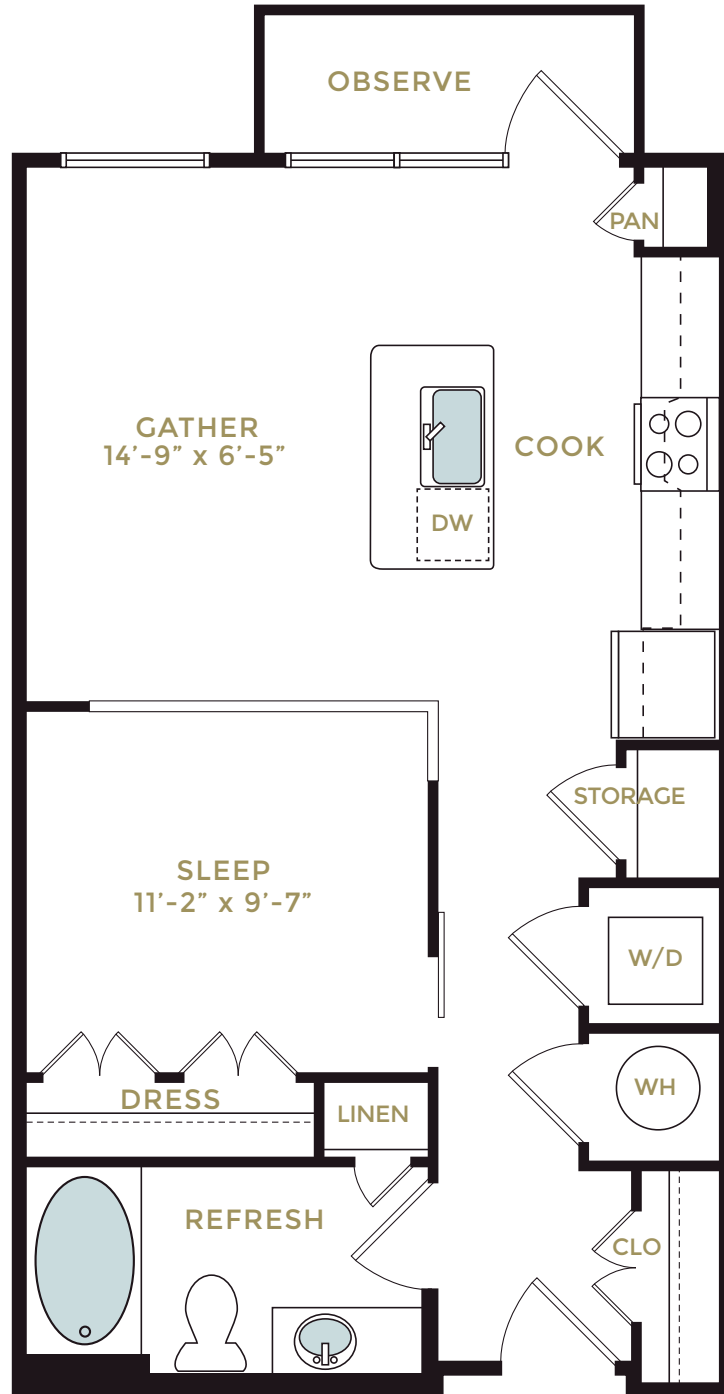 OBSERVE
PAN
GATHER
14’-9” x 6’-5”
COOK
DW
STORAGE
SLEEP
11’-2” x 9’-7”
W/D
DRESS
LINEN
WH
REFRESH
CLO